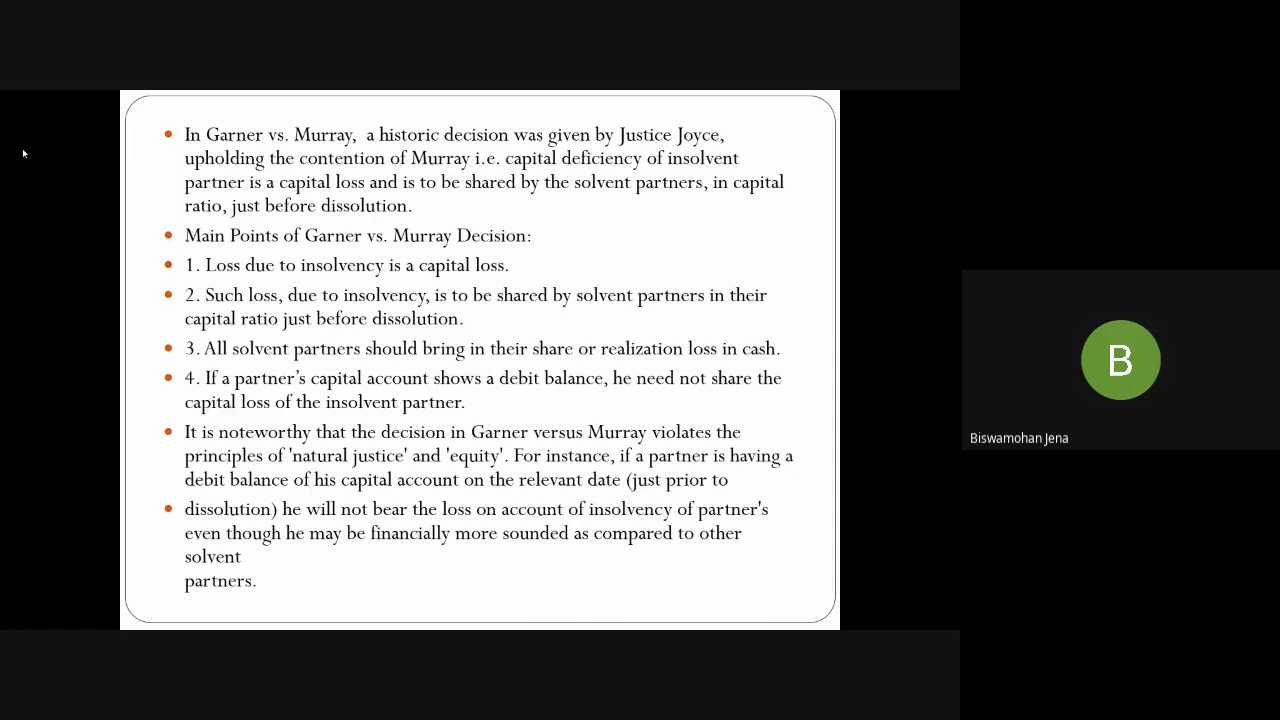 In Garner vs. Murray, a historic decision was given by Justice Joyce,
upholding the contention of Murray i.e. capital deficiency of insolvent
partner is a capital loss and is to be shared by the solvent partners, in capital
ratio, just before dissolution.
Main Points of Garner vs. Murray Decision:
1. Loss due to insolvency is a capital loss.
2. Such loss, due to insolvency, is to be shared by solvent partners in their
capital ratio just before dissolution.
3. All solvent partners should bring in their share or realization loss in cash.
4. If a partner’s capital account shows a debit balance, he need not share the
capital loss of the insolvent partner.
It is noteworthy that the decision in Garner versus Murray violates the
principles of 'natural justice' and 'equity'. For instance, if a partner is having a
debit balance of his capital account on the relevant date (just prior to
dissolution) he will not bear the loss on account of insolvency of partner's
even though he may be financially more sounded as compared to other
solvent
partners.
B
Biswamohan Jena